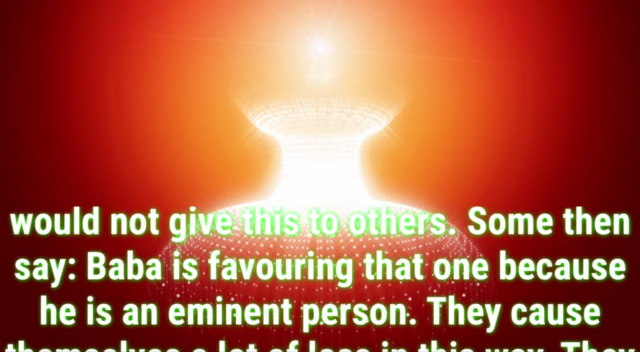 would not give this to others. Some then
say: Baba is favouring that one because
he is an eminent person. They cause
themselves a lot of loss in this way. They